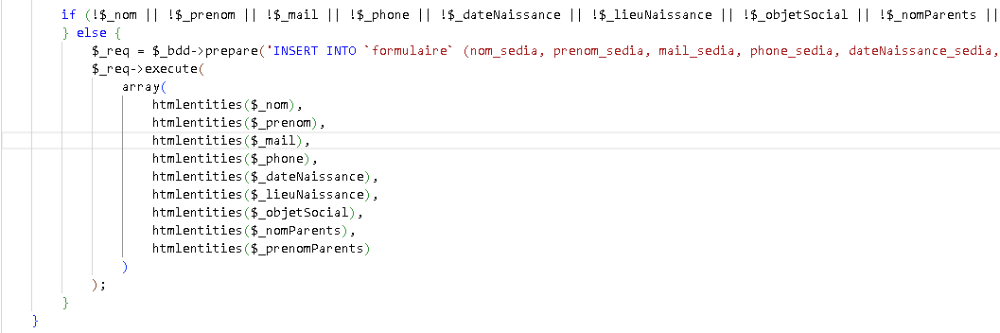 if (!$_nom || !$_prenom || !$_mail || !$_phone || !$_dateNaissance || !$_lieuNaissance || !$_objetSocial || !$_nomParents ||
} else {
$_req = $_bdd->prepare('INSERT INTO `formulaire` (nom_sedia, prenom_sedia, mail_sedia, phone_sedia, dateNaissance_sedia,
$_req->execute(
array(
htmlentities($_nom),
htmlentities($_prenom),
htmlentities($_mail),
htmlentities($_phone),
htmlentities($_dateNaissance),
htmlentities($_lieuNaissance),
htmlentities($_objetSocial),
htmlentities($_nomParents),
htmlentities($_prenomParents)
)
);
}
}